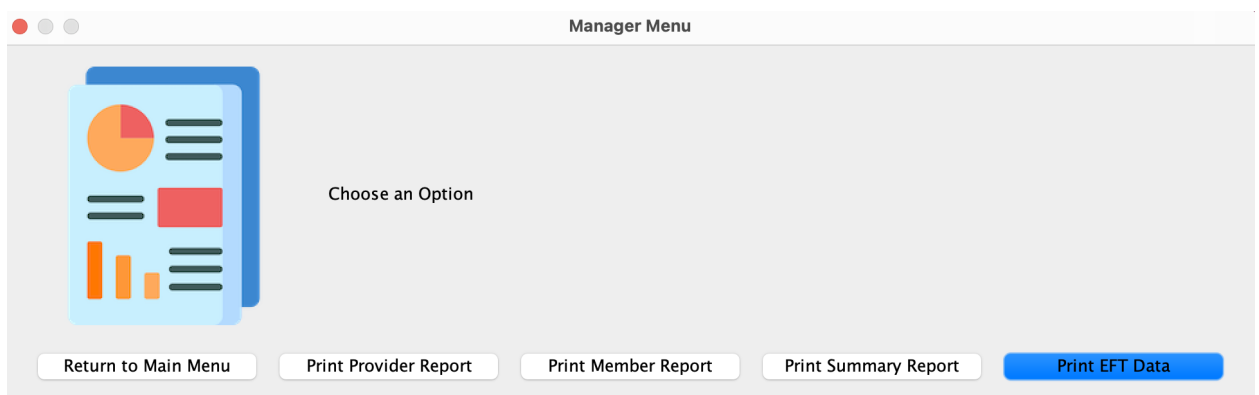 Manager Menu
Choose an Option
Return to Main Menu
Print Provider Report
Print Member Report
Print Summary Report
Print EFT Data